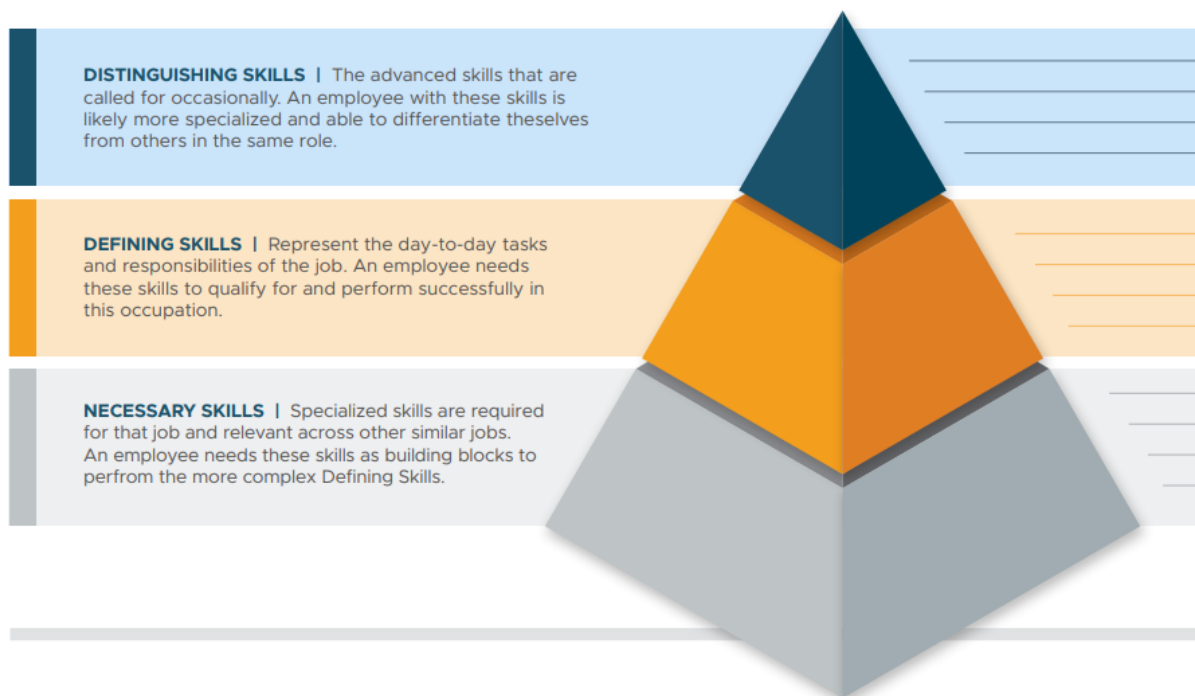 DISTINGUISHING SKILLS | The advanced skills that are
called for occasionally. An employee with these skills is
likely more specialized and able to differentiate theselves
from others in the same role.
DEFINING SKILLS | Represent the day-to-day tasks
and responsibilities of the job. An employee needs
these skills to qualify for and perform successfully in
this occupation.
NECESSARY SKILLS | Specialized skills are required
for that job and relevant across other similar jobs.
An employee needs these skills as building blocks to
perfrom the more complex Defining Skills.